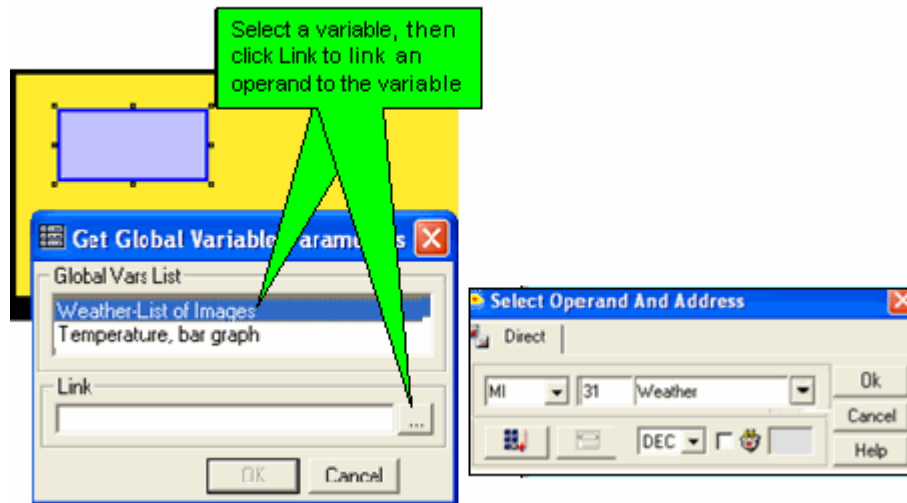 Select a variable, then
click Link to link an
operand to the variable
Get Global Variable Parameters
Global Vars List
Weather-List of Images
Temperature, bar graph
Link
...
OK
Cancel
Select Operand And Address
Direct
MI
31
Weather
Ok
Cancel
DEC
Help